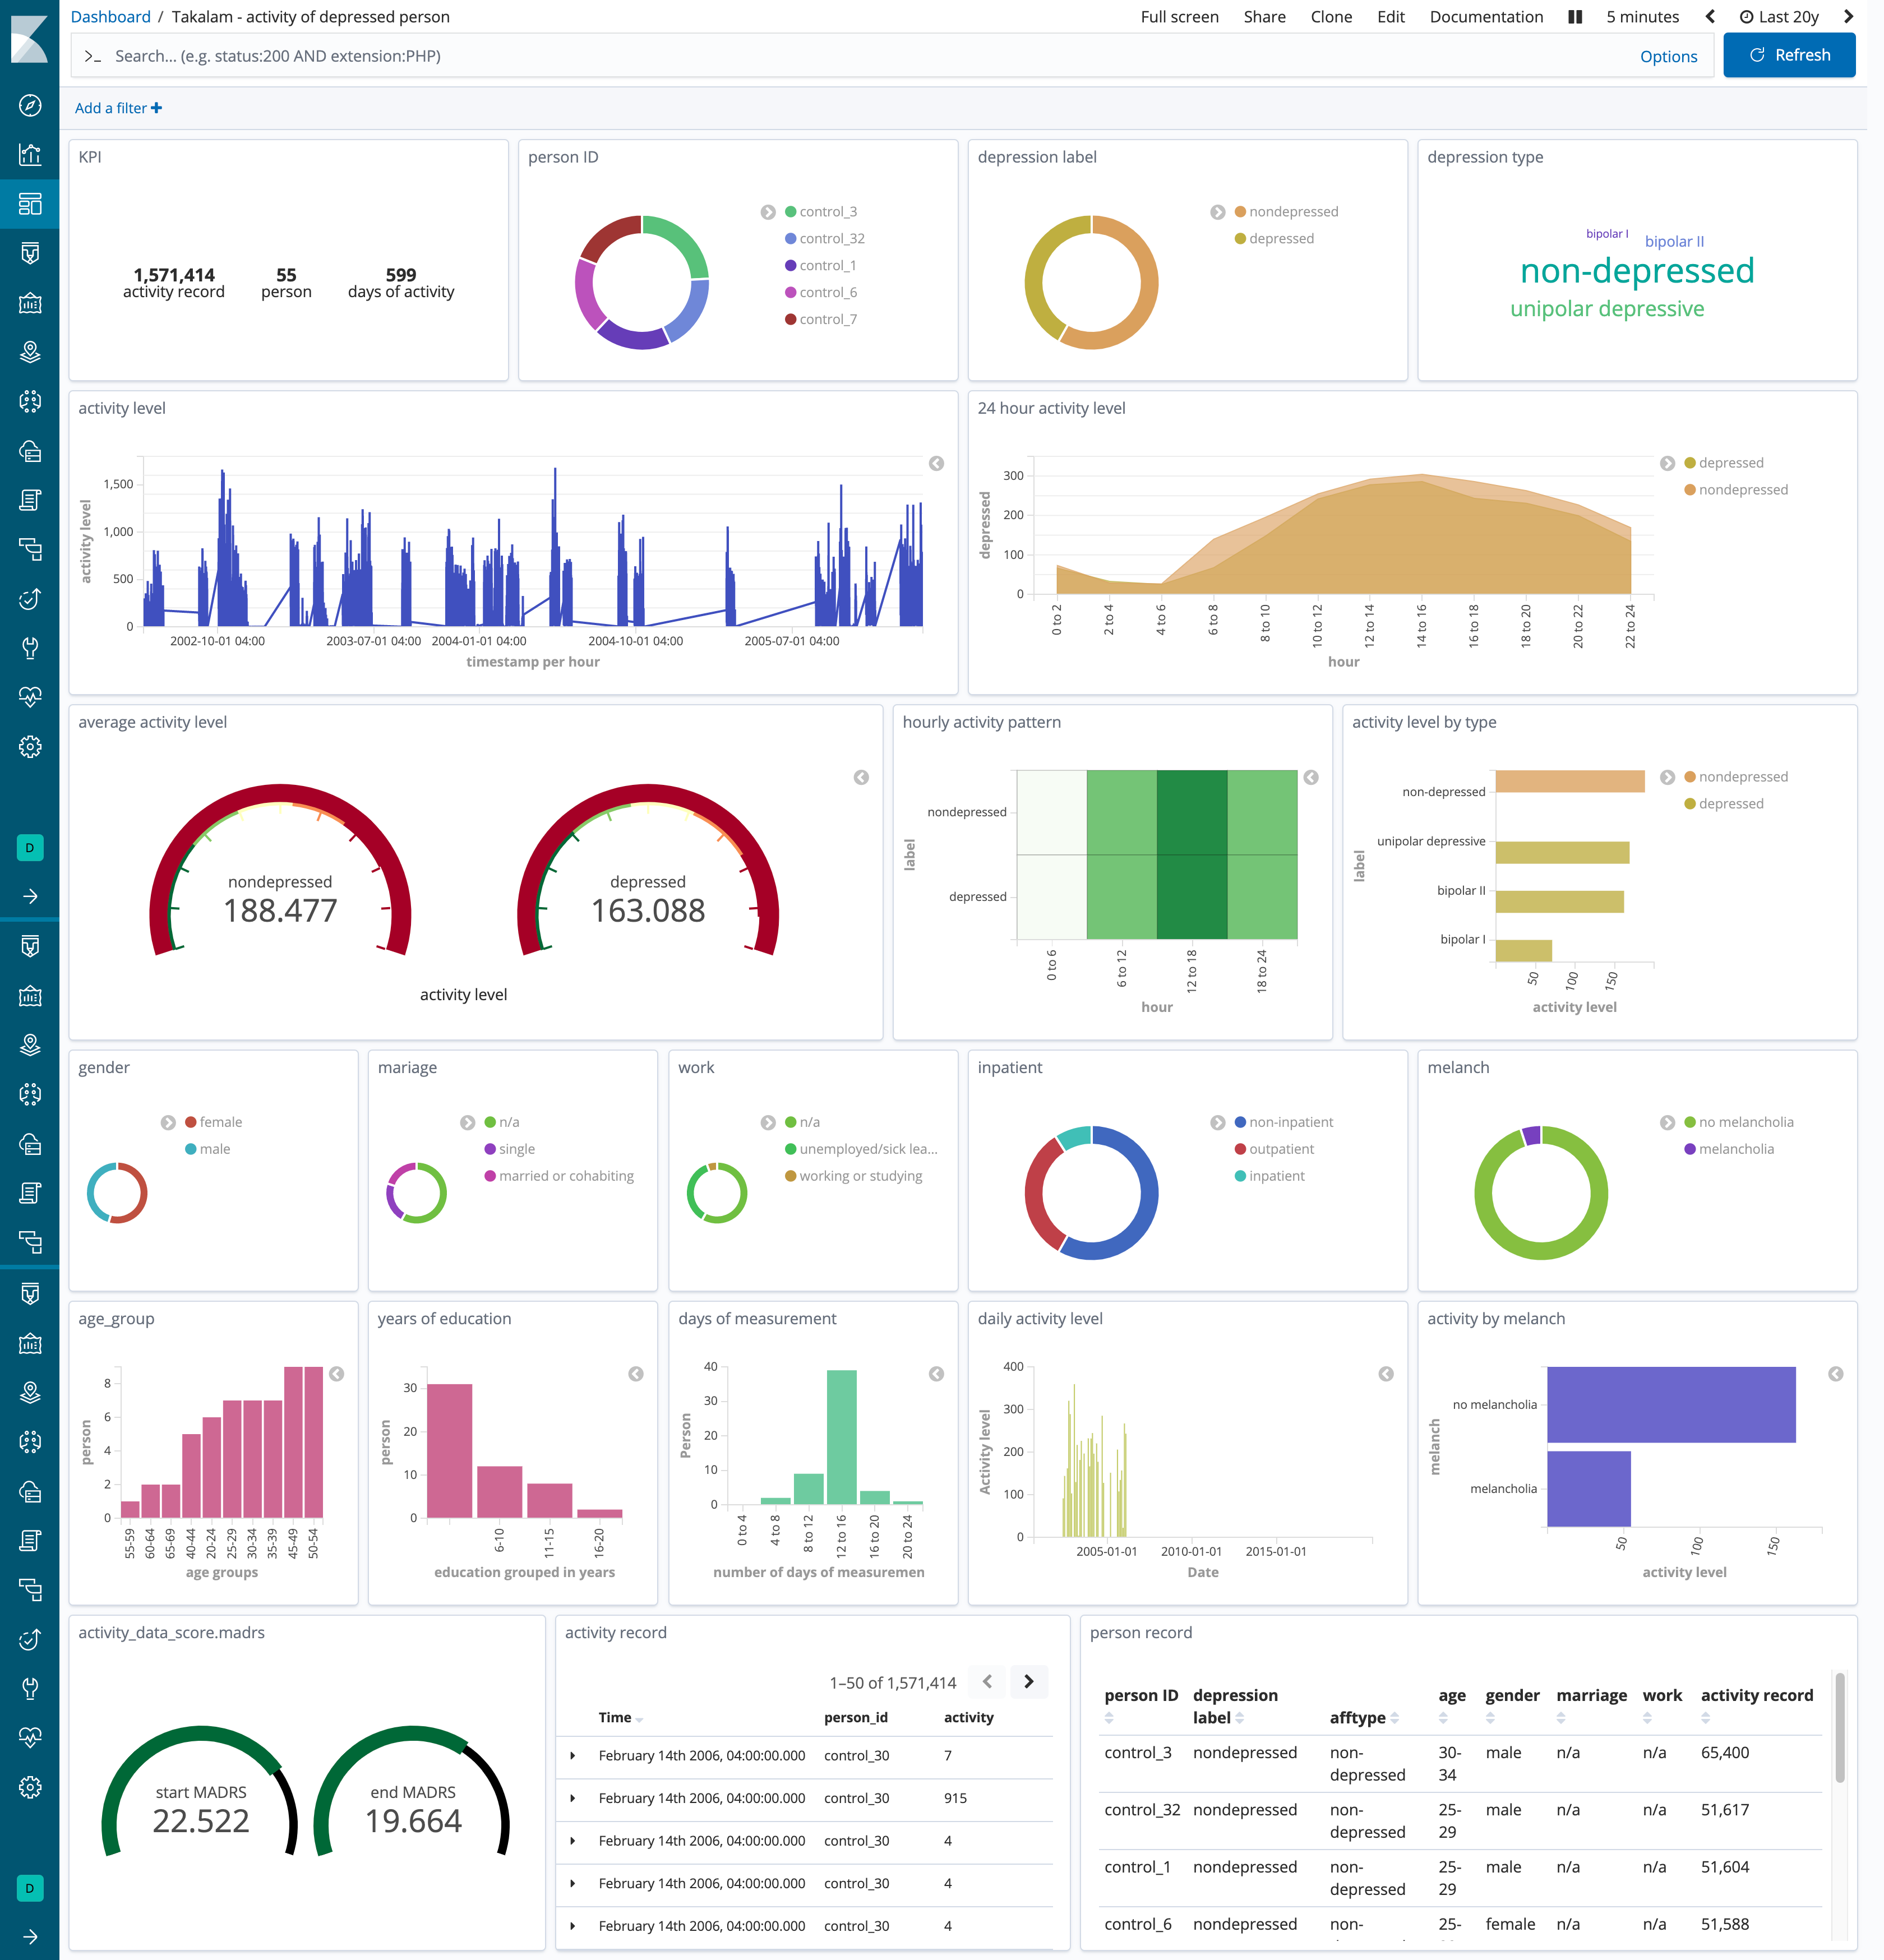 Dashboard / Takalam - activity of depressed person
Full screen Share Clone Edit Documentation 5 minutes Last 20y
>_ Search... (e.g. status:200 AND extension:PHP)
Options
Refresh
Add a filter
KPI
1,571,414 55 599
activity record person days of activity
person ID
control_3
control_32
control_1
control_6
control_7
depression label
nondepressed
depressed
depression type
bipolar I
bipolar II
non-depressed
unipolar depressive
activity level
activity level
1,500
1,000
500
0
2002-10-01 04:00 2003-07-01 04:00 2004-01-01 04:00 2004-10-01 04:00 2005-07-01 04:00
timestamp per hour
24 hour activity level
depressed
300
200
100
0
0 to 2 2 to 4 4 to 6 6 to 8 8 to 10 10 to 12 12 to 14 14 to 16 16 to 18 18 to 20 20 to 22 22 to 24
hour
depressed
nondepressed
average activity level
nondepressed
188.477
depressed
163.088
activity level
hourly activity pattern
label
nondepressed
depressed
0 to 6 6 to 12 12 to 18 18 to 24
hour
activity level by type
label
non-depressed
unipolar depressive
bipolar II
bipolar I
50 100 150
activity level
nondepressed
depressed
gender
female
male
mariage
n/a
single
married or cohabiting
work
n/a
unemployed/sick lea...
working or studying
inpatient
non-inpatient
outpatient
inpatient
melanch
no melancholia
melancholia
age_group
person
8
6
4
2
0
55-59 60-64 65-69 40-44 20-24 25-29 30-34 35-39 45-49 50-54
age groups
years of education
person
30
20
10
0
6-10 11-15 16-20
education grouped in years
days of measurement
Person
40
30
20
10
0
0 to 4 4 to 8 8 to 12 12 to 16 16 to 20 20 to 24
number of days of measuremen
daily activity level
Activity level
400
300
200
100
0
2005-01-01 2010-01-01 2015-01-01
Date
activity by melanch
melanch
no melancholia
melancholia
50 100 150
activity level
activity_data_score.madrs
start MADRS
22.522
end MADRS
19.664
activity record
1–50 of 1,571,414
Time person_id activity
February 14th 2006, 04:00:00.000 control_30 7
February 14th 2006, 04:00:00.000 control_30 915
February 14th 2006, 04:00:00.000 control_30 4
February 14th 2006, 04:00:00.000 control_30 4
February 14th 2006, 04:00:00.000 control_30 4
person record
person ID depression age gender marriage work activity record
label afftype
control_3 nondepressed non- 30- male n/a n/a 65,400
depressed 34
control_32 nondepressed non- 25- male n/a n/a 51,617
depressed 29
control_1 nondepressed non- 25- male n/a n/a 51,604
depressed 29
control_6 nondepressed non- 25- female n/a n/a 51,588
D
D